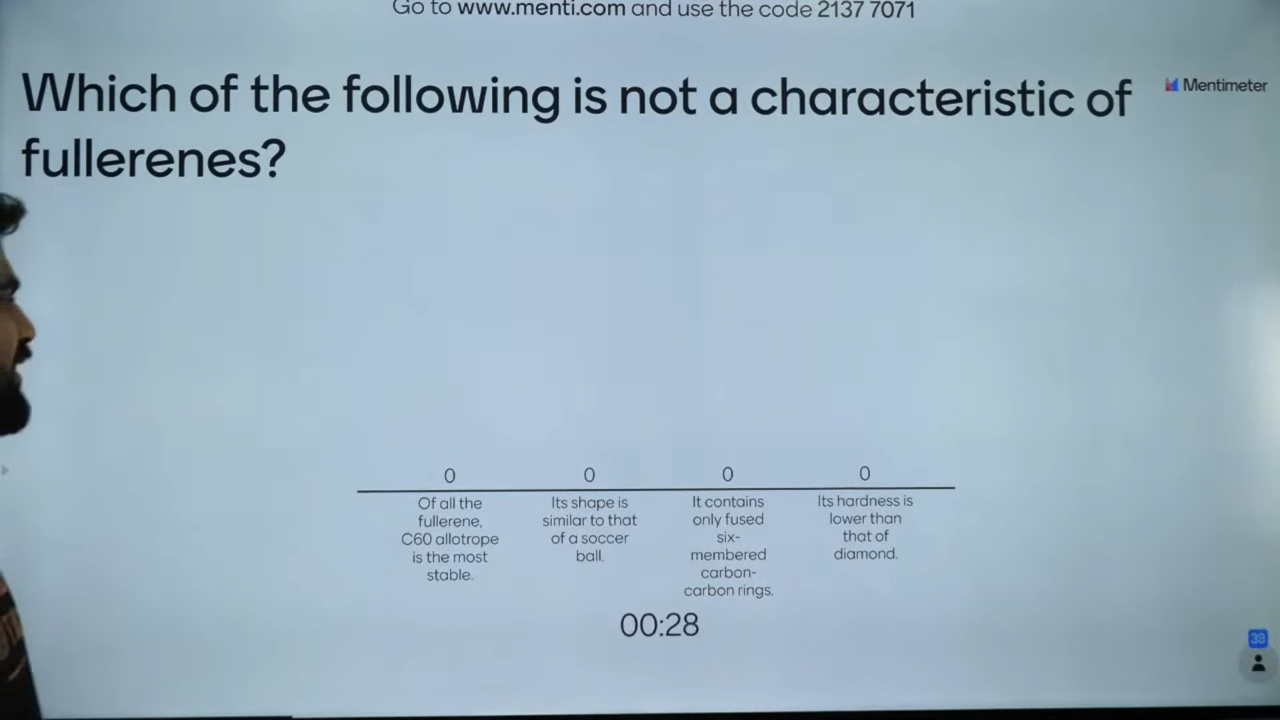 Go to www.menti.com and use the code 2137 7071
Which of the following is not a characteristic of
fullerenes?
Mentimeter
0
0
0
0
Of all the
fullerene,
C60 allotrope
is the most
stable.
Its shape is
similar to that
of a soccer
ball.
It contains
only fused
six-
membered
carbon-
carbon rings.
Its hardness is
lower than
that of
diamond.
00:28
39